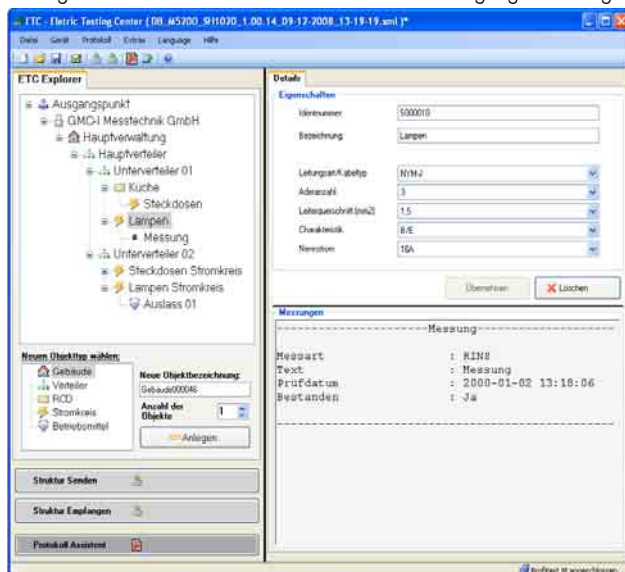 ETC - Eletric Testing Center ( DB_M5200_SH1020_1.00.14_09-17-2008_13-19-19.xml )*
Datei Gerät Protokoll Extras Language Hilfe
ETC Explorer
Ausgangspunkt
GMC-I Messtechnik GmbH
Hauptverwaltung
Hauptverteiler
Unterverteiler 01
Küche
Steckdosen
Lampen
Messung
Unterverteiler 02
Steckdosen Stromkreis
Lampen Stromkreis
Auslass 01
Neuen Objekttyp wählen:
Gebäude
Verteiler
RCD
Stromkreis
Betriebsmittel
Neue Objektbezeichnung:
Gebäude000046
Anzahl der Objekte
1
Anlegen
Struktur Senden
Struktur Empfangen
Protokoll Assistent
Details
Eigenschaften
Identnummer: 5000010
Bezeichnung: Lampen
Leitungsart/Kabeltyp NYM-J
Aderanzahl 3
Leiterquerschnitt [mm2] 1.5
Charakteristik B/E
Nennstrom 16A
Übernehmen
Löschen
Messungen
Messung
Messart : RINS
Text : Messung
Prüfdatum : 2000-01-02 13:18:06
Bestanden : Ja
Profitest M angeschlossen